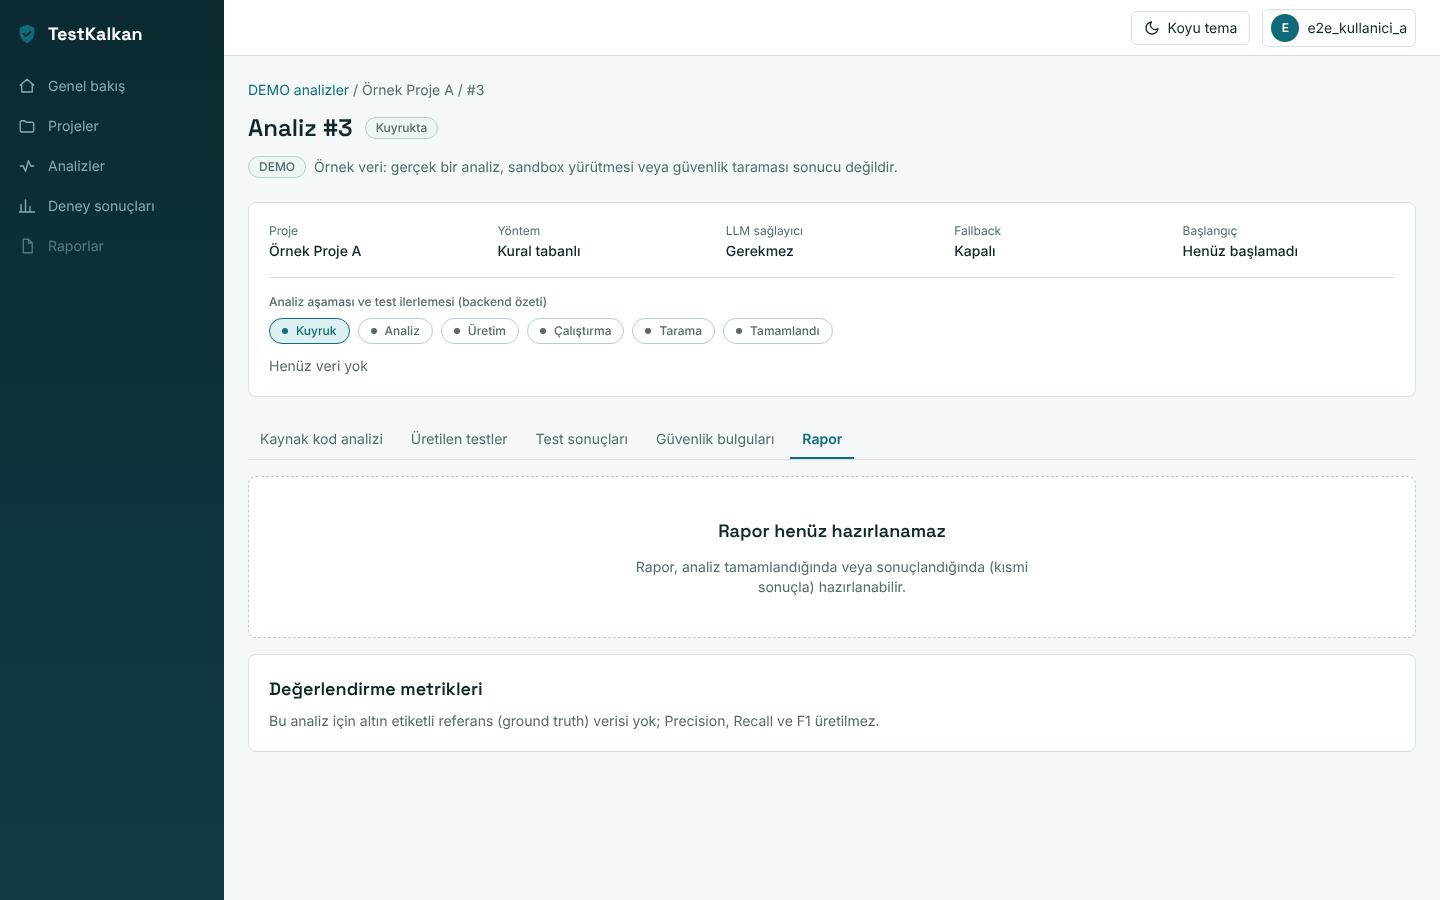 TestKalkan
Genel bakış
Projeler
Analizler
Deney sonuçları
Raporlar
Koyu tema
E
e2e_kullanici_a
DEMO analizler / Örnek Proje A / #3
Analiz #3
Kuyrukta
DEMO
Örnek veri: gerçek bir analiz, sandbox yürütmesi veya güvenlik taraması sonucu değildir.
Proje
Örnek Proje A
Yöntem
Kural tabanlı
LLM sağlayıcı
Gerekmez
Fallback
Kapalı
Başlangıç
Henüz başlamadı
Analiz aşaması ve test ilerlemesi (backend özeti)
Kuyruk
Analiz
Üretim
Çalıştırma
Tarama
Tamamlandı
Henüz veri yok
Kaynak kod analizi
Üretilen testler
Test sonuçları
Güvenlik bulguları
Rapor
Rapor henüz hazırlanamaz
Rapor, analiz tamamlandığında veya sonuçlandığında (kısmi
sonuçla) hazırlanabilir.
Değerlendirme metrikleri
Bu analiz için altın etiketli referans (ground truth) verisi yok; Precision, Recall ve F1 üretilmez.